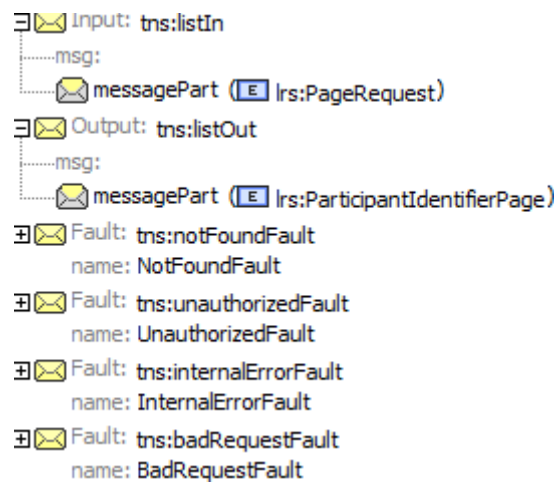 Input: tns:listIn
msg:
messagePart (E lrs:PageRequest)
Output: tns:listOut
msg:
messagePart (E lrs:ParticipantIdentifierPage)
Fault: tns:notFoundFault
name: NotFoundFault
Fault: tns:unauthorizedFault
name: UnauthorizedFault
Fault: tns:internalErrorFault
name: InternalErrorFault
Fault: tns:badRequestFault
name: BadRequestFault